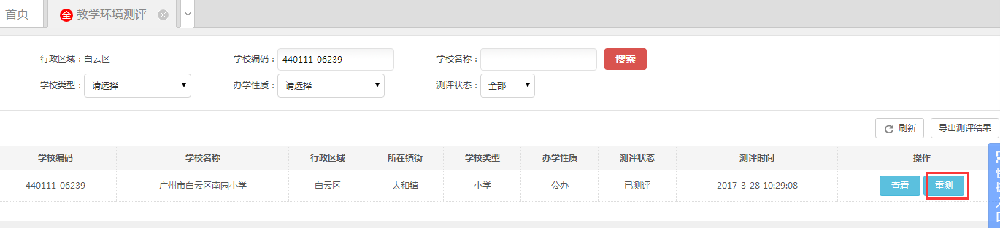 首页
全 教学环境测评
行政区域：白云区 学校编码： 440111-06239 学校名称： 搜索
学校类型： 请选择 办学性质： 请选择 测评状态： 全部
刷新 导出测评结果
学校编码 学校名称 行政区域 所在镇街 学校类型 办学性质 测评状态 测评时间 操作
440111-06239 广州市白云区南园小学 白云区 太和镇 小学 公办 已测评 2017-3-28 10:29:08 查看 重测
快捷入口